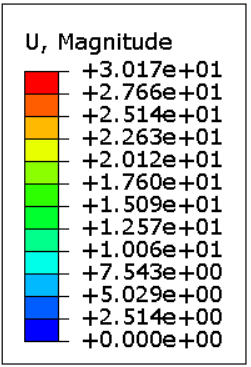 U, Magnitude
+3.017e+01
+2.766e+01
+2.514e+01
+2.263e+01
+2.012e+01
+1.760e+01
+1.509e+01
+1.257e+01
+1.006e+01
+7.543e+00
+5.029e+00
+2.514e+00
+0.000e+00